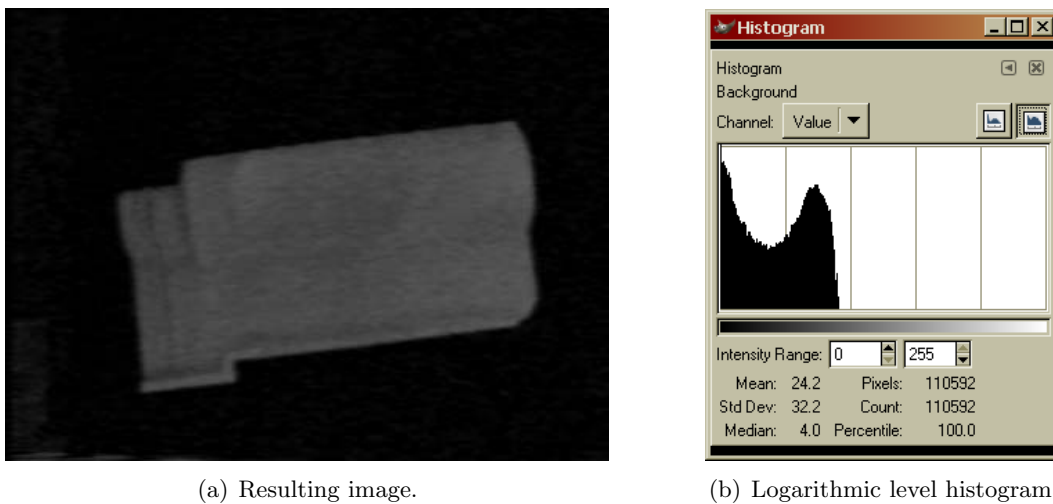 Histogram
Histogram
Background
Channel: Value
Intensity Range: 0 255
Mean: 24.2 Pixels: 110592
Std Dev: 32.2 Count: 110592
Median: 4.0 Percentile: 100.0
(a) Resulting image.
(b) Logarithmic level histogram